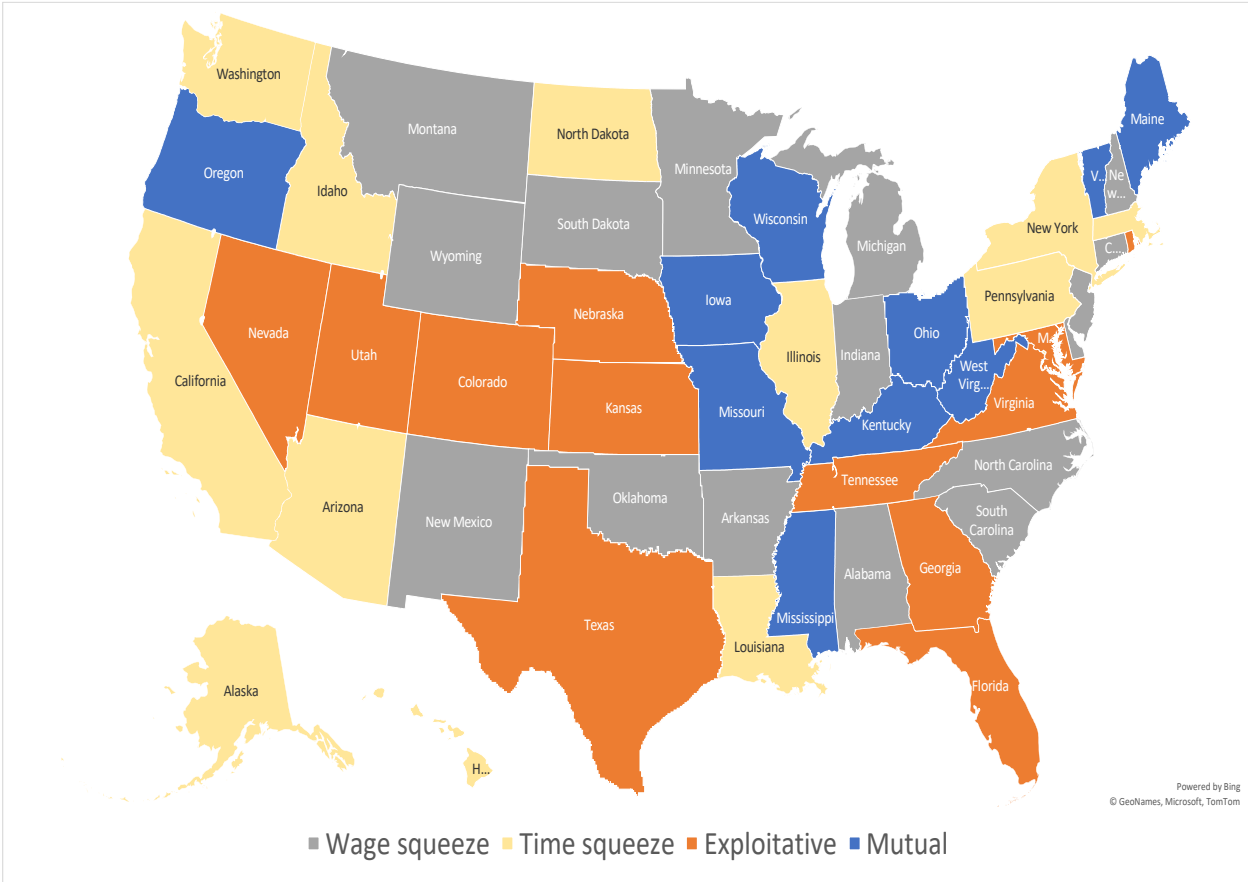 Washington
Montana
North Dakota
Minnesota
Maine
Oregon
Idaho
V...
Ne
w...
Wisconsin
South Dakota
New York
Michigan
C...
Wyoming
Pennsylvania
Iowa
Nebraska
Ohio
Nevada
Utah
Illinois
Indiana
M...
West
Virg...
California
Colorado
Kansas
Missouri
Virginia
Kentucky
North Carolina
Tennessee
Oklahoma
Arizona
New Mexico
Arkansas
South
Carolina
Alabama
Georgia
Texas
Mississippi
Louisiana
Florida
Alaska
H...
Powered by Bing
© GeoNames, Microsoft, TomTom
Wage squeeze Time squeeze Exploitative Mutual